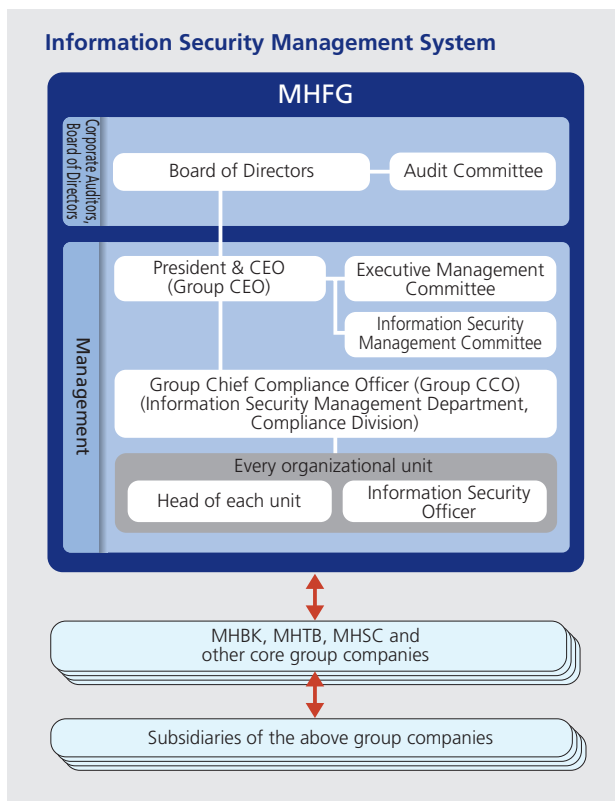 Information Security Management System
MHFG
Corporate Auditors,
Board of Directors
Board of Directors
Audit Committee
Management
President & CEO
(Group CEO)
Executive Management
Committee
Information Security
Management Committee
Group Chief Compliance Officer (Group CCO)
(Information Security Management Department,
Compliance Division)
Every organizational unit
Head of each unit
Information Security
Officer
MHBK, MHTB, MHSC and
other core group companies
Subsidiaries of the above group companies